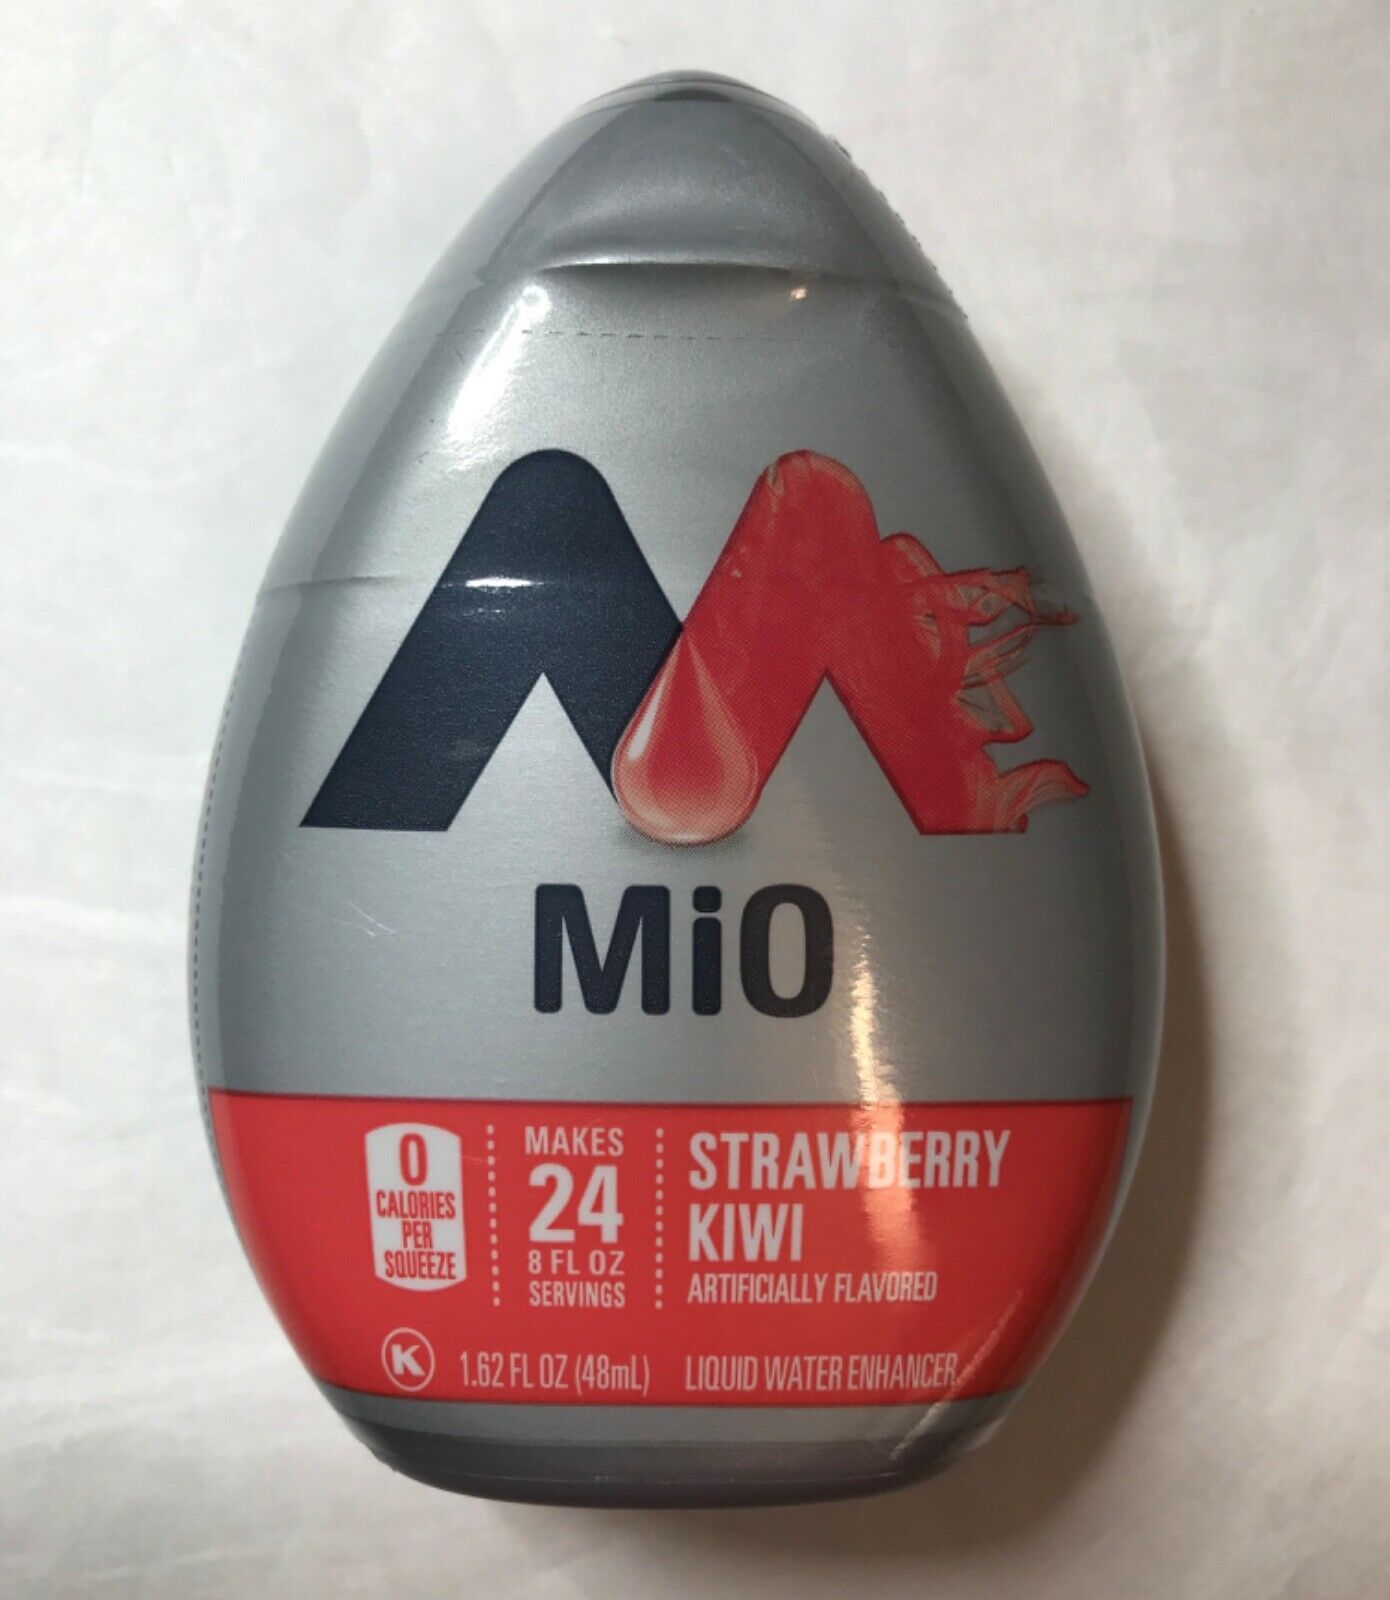 MiO
0
CALORIES
PER
SQUEEZE
MAKES
24
8 FL OZ
SERVINGS
STRAWBERRY
KIWI
ARTIFICIALLY FLAVORED
K
1.62 FL OZ (48mL)
LIQUID WATER ENHANCER